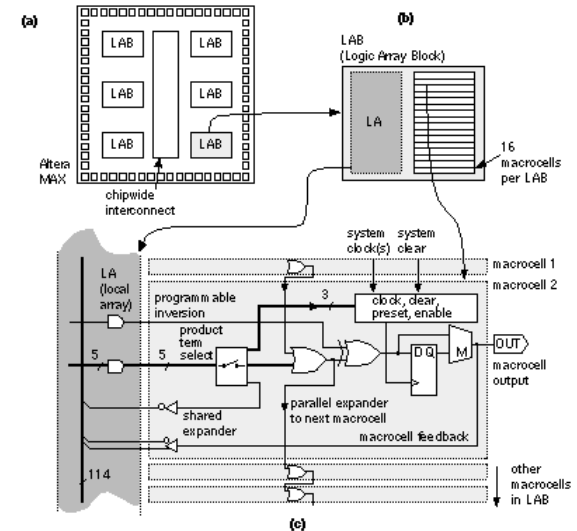 (a)
LAB
LAB
LAB
LAB
LAB
LAB
Altera
MAX
chipwide
interconnect
(b)
LAB
(Logic Array Block)
LA
16
macrocells
per LAB
system
clock(s)
system
clear
LA
(local
array)
macrocell 1
macrocell 2
programmable
inversion
3
clock, clear,
preset, enable
product
term
select
5
5
D Q
M
OUT
macrocell
output
shared
expander
parallel expander
to next macrocell
macrocell feedback
114
other
macrocells
in LAB
(c)